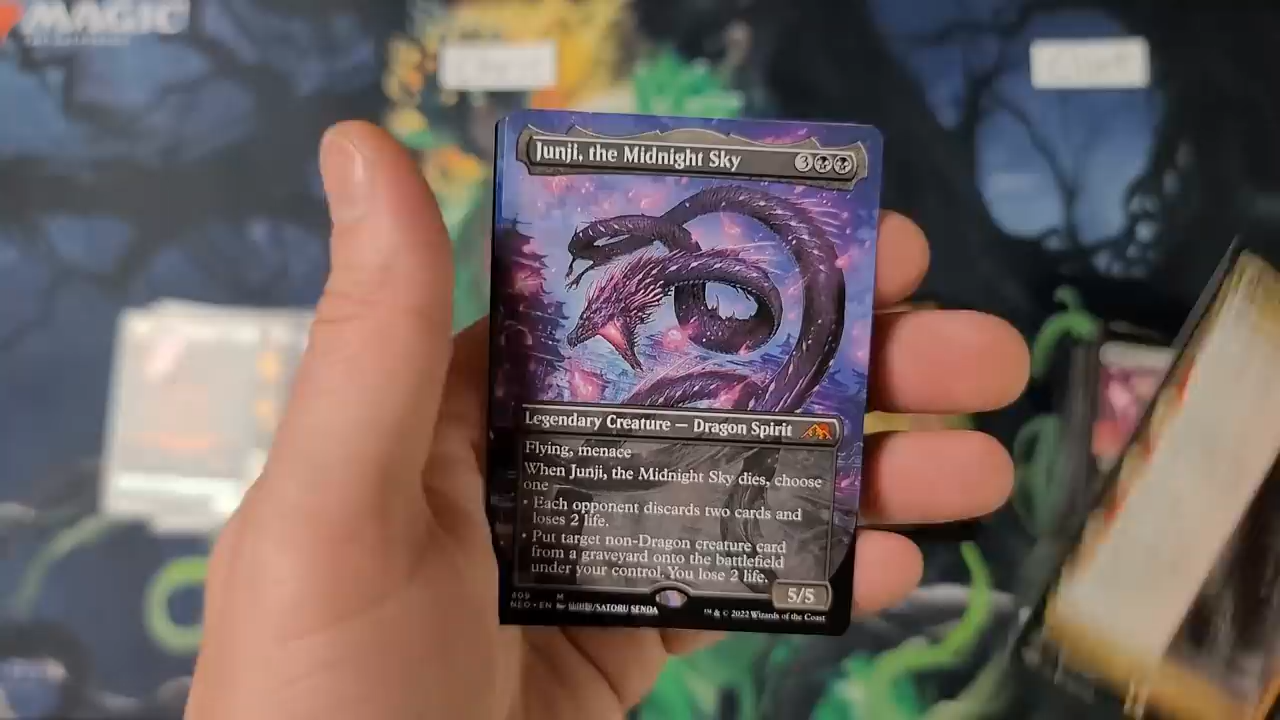 MAGIC
Junji, the Midnight Sky 3
Legendary Creature — Dragon Spirit
Flying, menace
When Junji, the Midnight Sky dies, choose
one —
• Each opponent discards two cards and
loses 2 life.
• Put target non-Dragon creature card
from a graveyard onto the battlefield
under your control. You lose 2 life.
5/5
409 M
NEO • EN SATORU SENDA
™ & © 2022 Wizards of the Coast